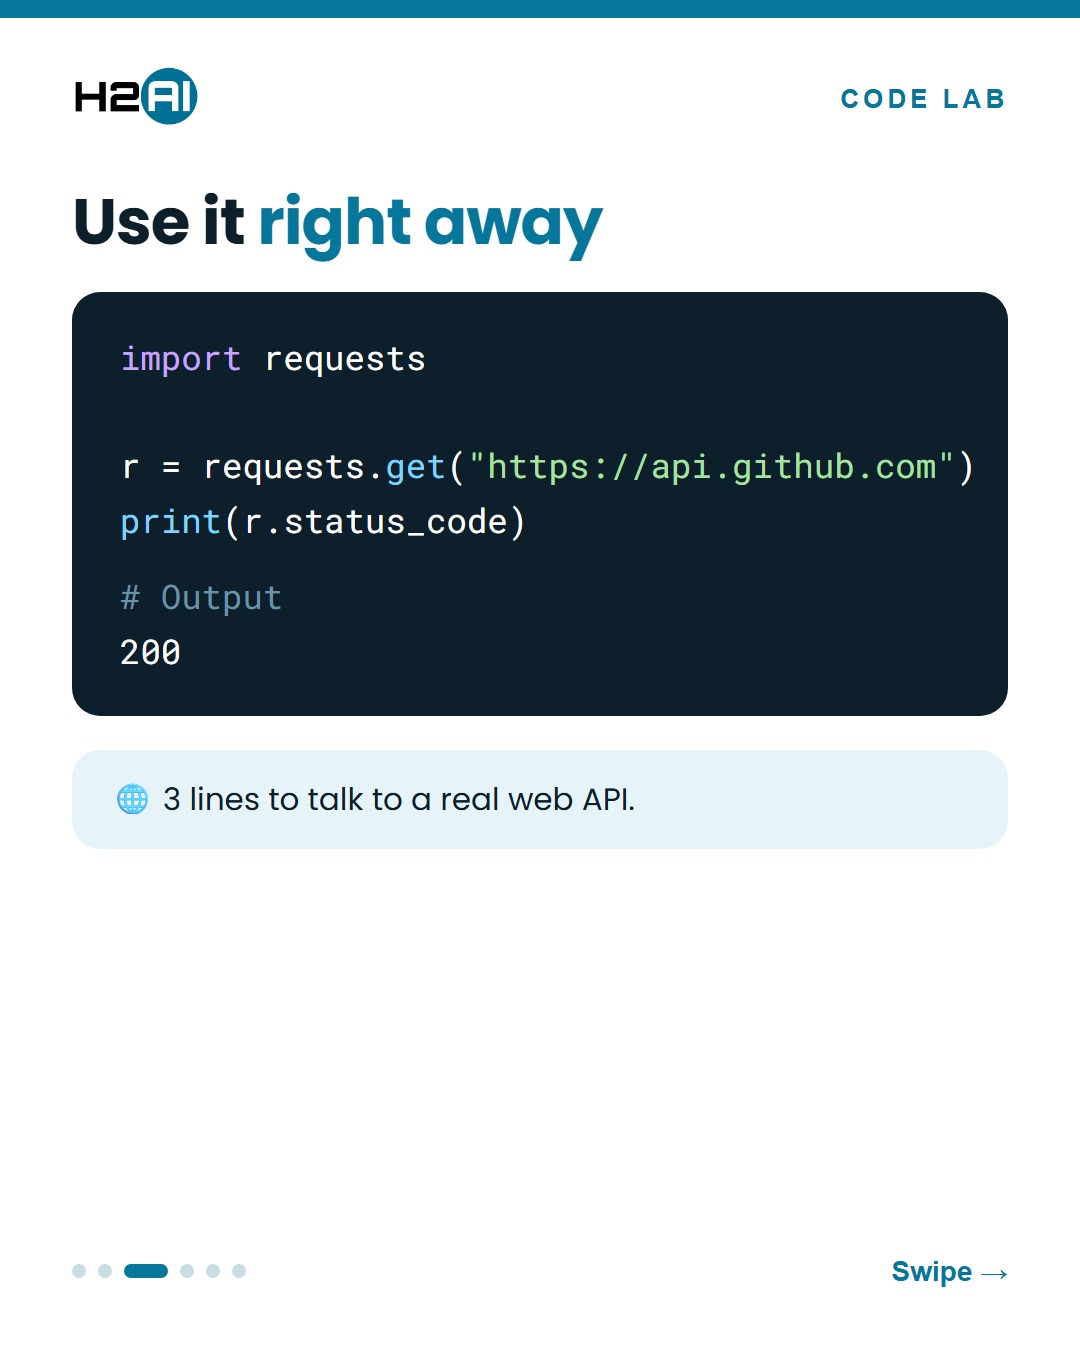 H2AI
CODE LAB
Use it right away
import requests
r = requests.get("https://api.github.com")
print(r.status_code)
# Output
200
🌐 3 lines to talk to a real web API.
Swipe →